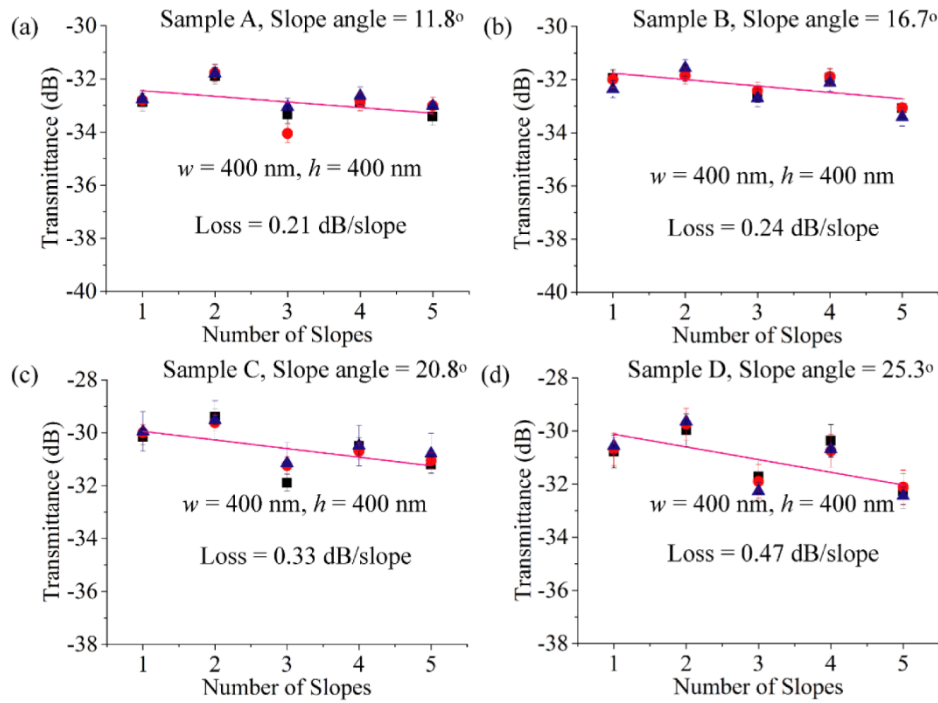 (a)
Sample A, Slope angle = 11.8°
-30
-32
-34
-36
-38
-40
Transmittance (dB)
w = 400 nm, h = 400 nm
Loss = 0.21 dB/slope
1 2 3 4 5
Number of Slopes
(b)
Sample B, Slope angle = 16.7°
-30
-32
-34
-36
-38
-40
Transmittance (dB)
w = 400 nm, h = 400 nm
Loss = 0.24 dB/slope
1 2 3 4 5
Number of Slopes
(c)
Sample C, Slope angle = 20.8°
-28
-30
-32
-34
-36
-38
Transmittance (dB)
w = 400 nm, h = 400 nm
Loss = 0.33 dB/slope
1 2 3 4 5
Number of Slopes
(d)
Sample D, Slope angle = 25.3°
-28
-30
-32
-34
-36
-38
Transmittance (dB)
w = 400 nm, h = 400 nm
Loss = 0.47 dB/slope
1 2 3 4 5
Number of Slopes